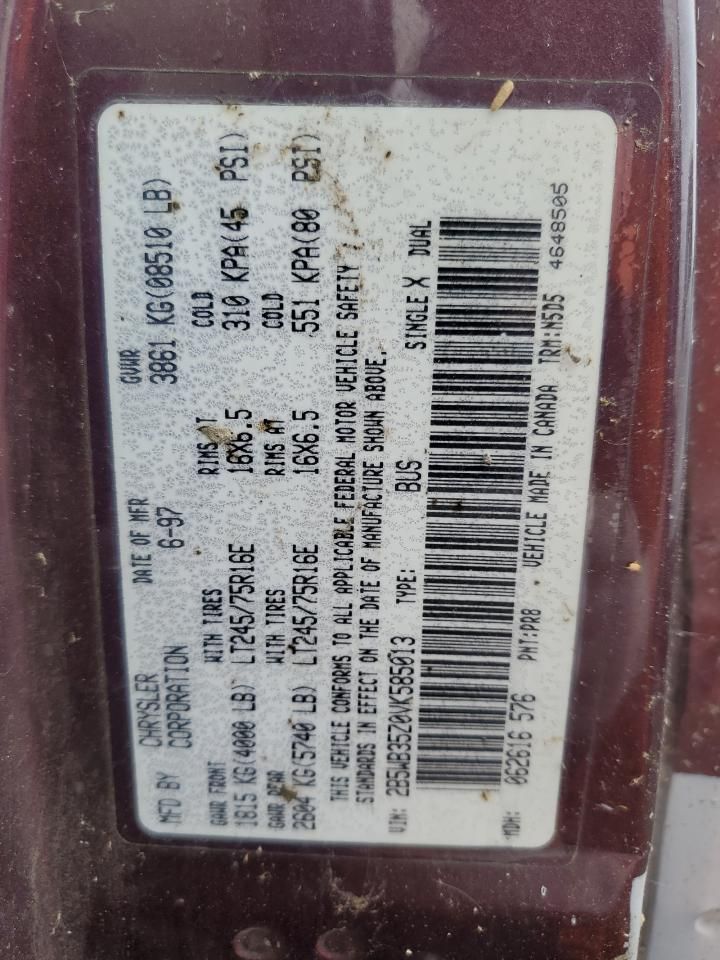 MFD BY CHRYSLER CORPORATION DATE OF MFR 6-97 GVWR 3861 KG(08510 LB)
GAWR FRONT WITH TIRES RIMS AT COLD
1815 KG(4000 LB) LT245/75R16E 16X6.5 310 KPA(45 PSI)
GAWR REAR WITH TIRES RIMS AT COLD
2604 KG(5740 LB) LT245/75R16E 16X6.5 551 KPA(80 PSI)
THIS VEHICLE CONFORMS TO ALL APPLICABLE FEDERAL MOTOR VEHICLE SAFETY
STANDARDS IN EFFECT ON THE DATE OF MANUFACTURE SHOWN ABOVE.
VIN: 2B5WB35Z0VK585013 TYPE: BUS SINGLE X DUAL
MDH: 062616 576 PNT:PR8 VEHICLE MADE IN CANADA TRM:N5D5
4648505